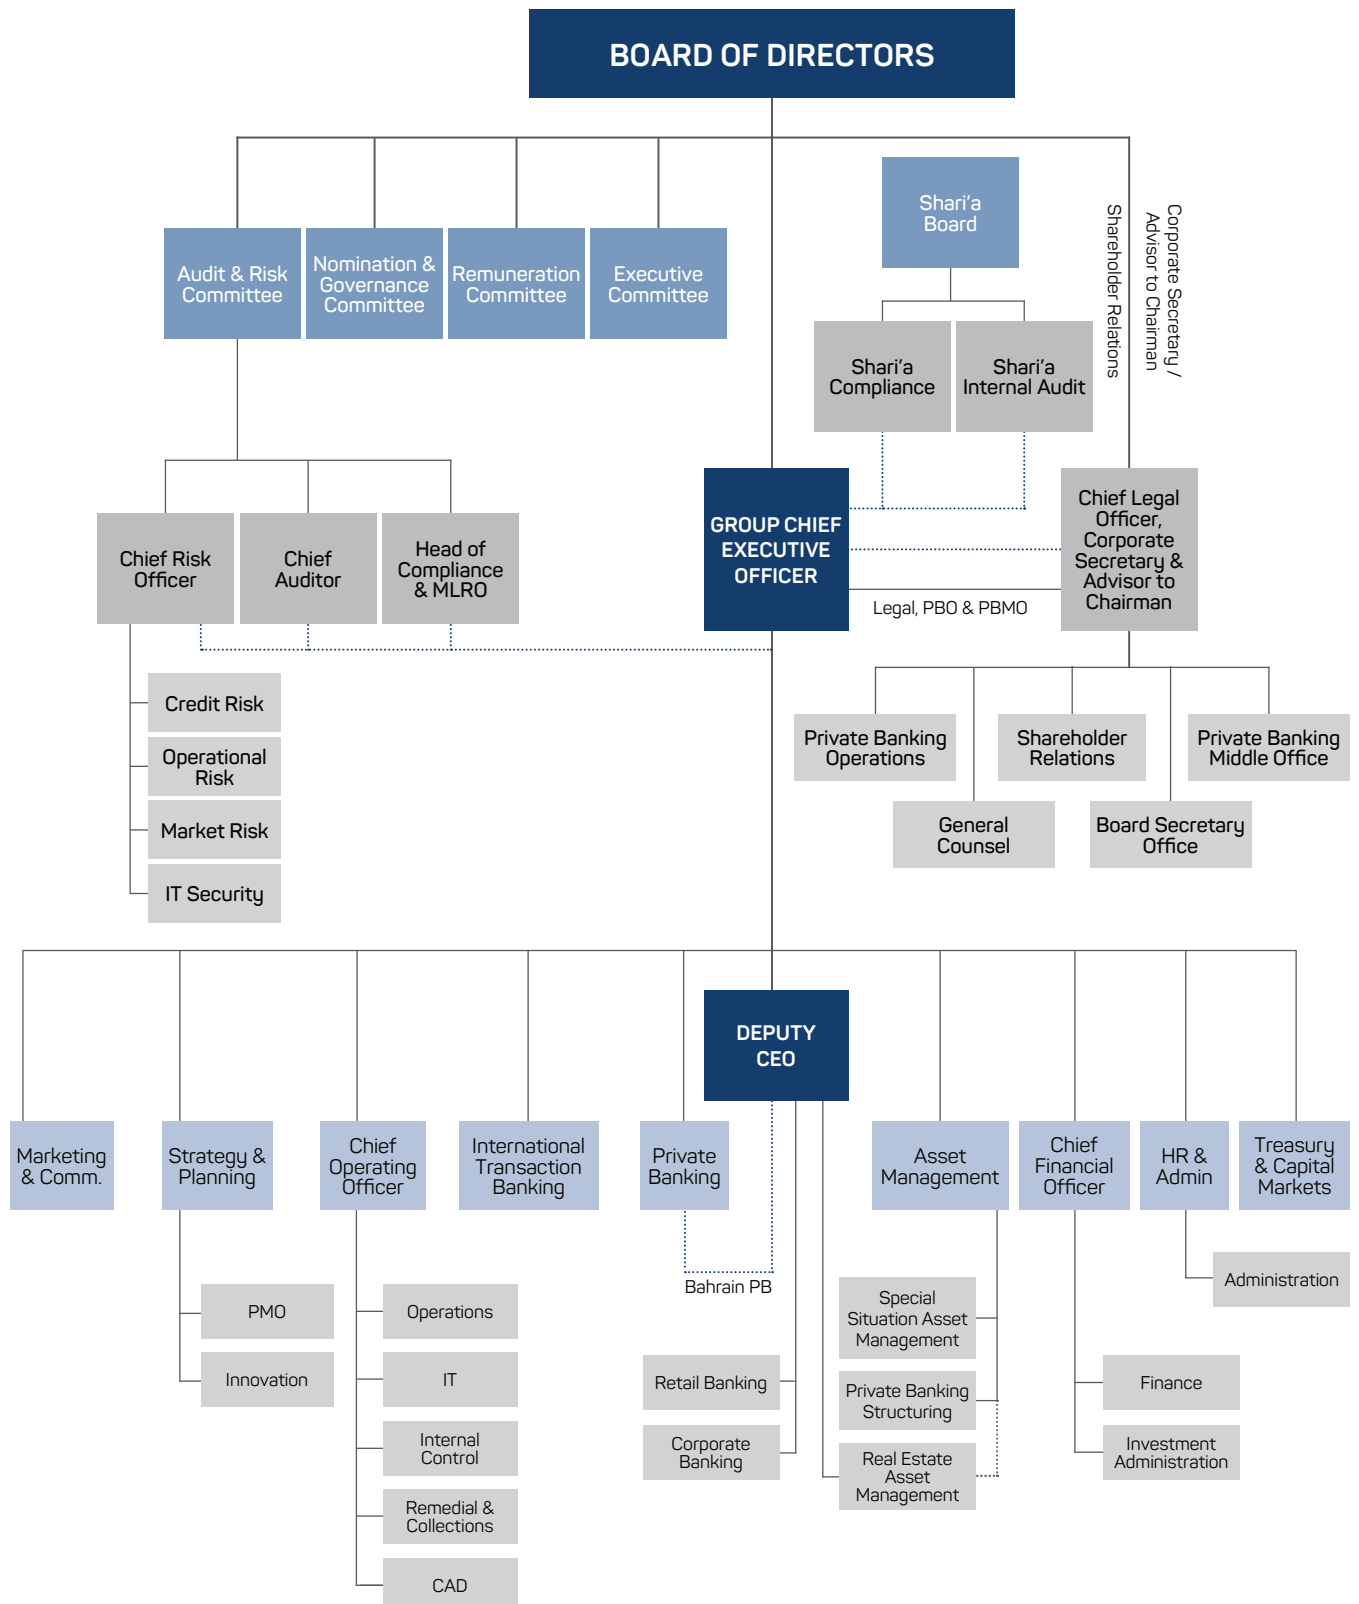 BOARD OF DIRECTORS
Shari'a
Board
Corporate Secretary /
Advisor to Chairman
Shareholder Relations
Audit & Risk
Committee
Nomination &
Governance
Committee
Remuneration
Committee
Executive
Committee
Shari'a
Compliance
Shari'a
Internal Audit
GROUP CHIEF
EXECUTIVE
OFFICER
Chief Legal
Officer,
Corporate
Secretary &
Advisor to
Chairman
Legal, PBO & PBMO
Chief Risk
Officer
Chief
Auditor
Head of
Compliance
& MLRO
Credit Risk
Operational
Risk
Market Risk
IT Security
Private Banking
Operations
Shareholder
Relations
Private Banking
Middle Office
General
Counsel
Board Secretary
Office
DEPUTY
CEO
Marketing
& Comm.
Strategy &
Planning
Chief
Operating
Officer
International
Transaction
Banking
Private
Banking
Asset
Management
Chief
Financial
Officer
HR &
Admin
Treasury
& Capital
Markets
Bahrain PB
PMO
Innovation
Operations
IT
Internal
Control
Remedial &
Collections
CAD
Retail Banking
Corporate
Banking
Special
Situation Asset
Management
Private Banking
Structuring
Real Estate
Asset
Management
Administration
Finance
Investment
Administration